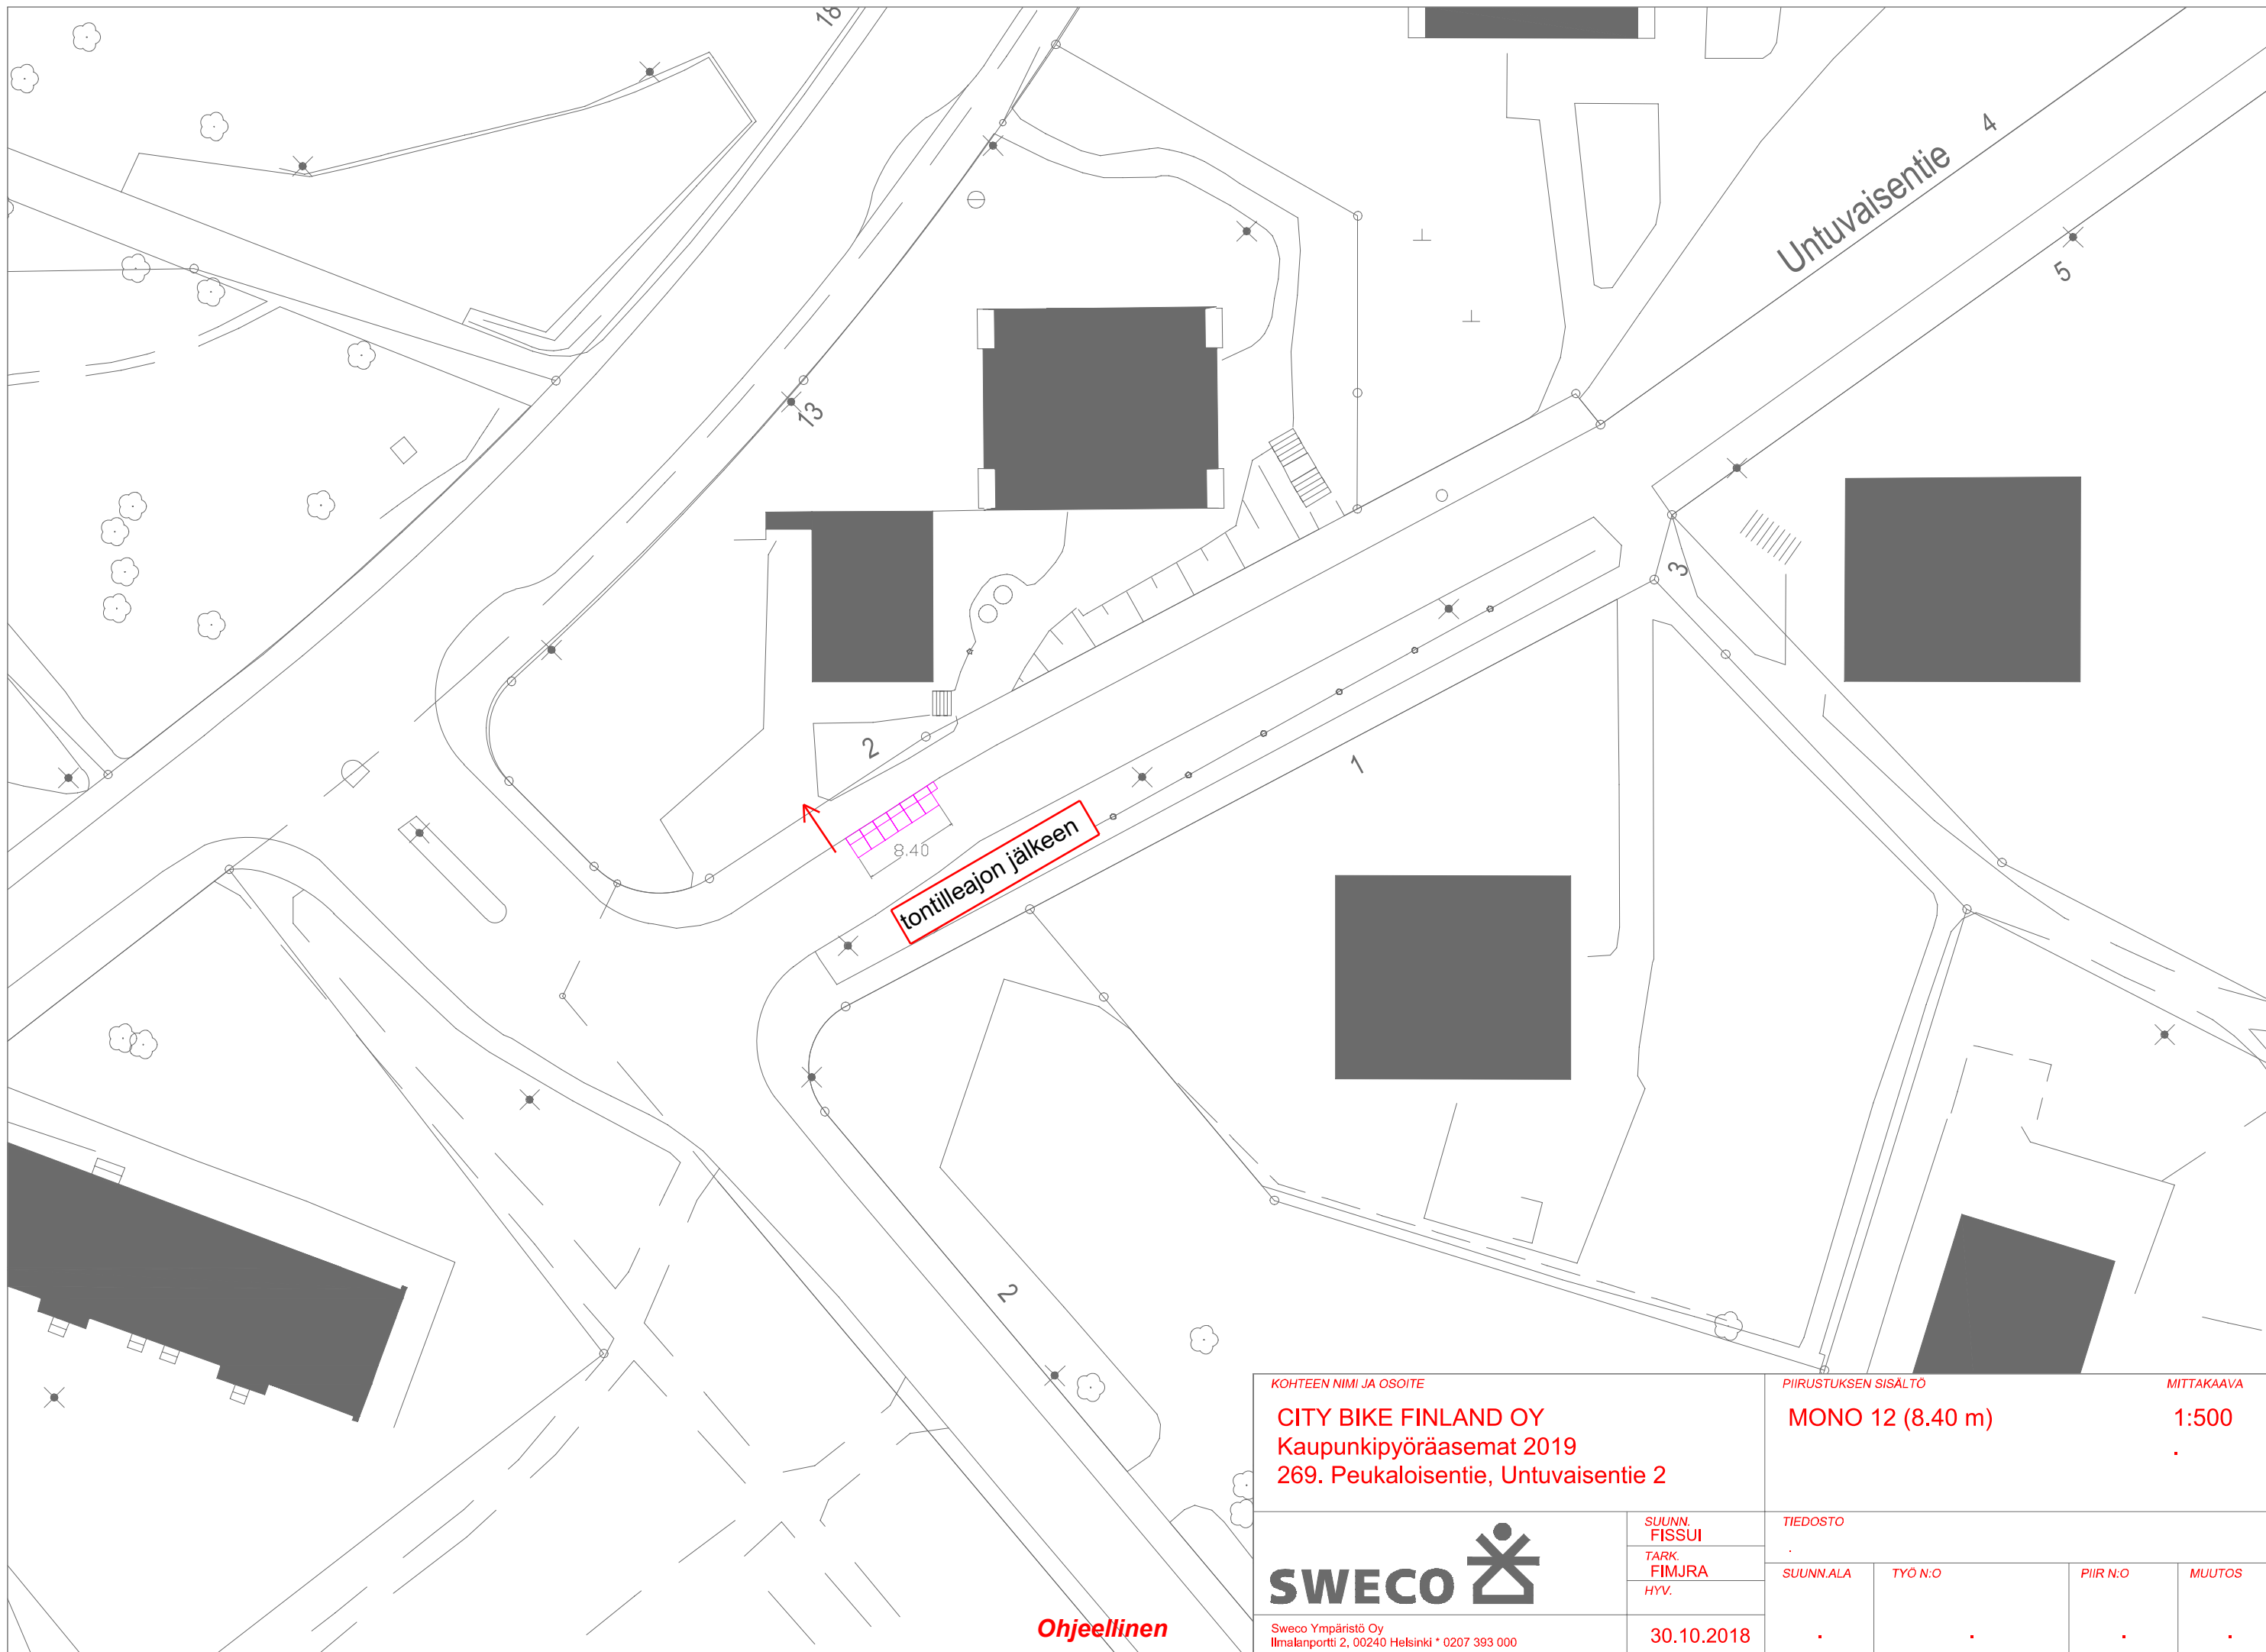 18
4
Untuvaisentie
5
13
3
2
1
8.40
tontilleajon jälkeen
2
KOHTEEN NIMI JA OSOITE
CITY BIKE FINLAND OY
Kaupunkipyöräasemat 2019
269. Peukaloisentie, Untuvaisentie 2
PIIRUSTUKSEN SISÄLTÖ
MITTAKAAVA
MONO 12 (8.40 m)
1:500
.
SWECO
SUUNN.
FISSUI
TARK.
FIMJRA
HYV.
TIEDOSTO
.
SUUNN.ALA
TYÖ N:O
PIIR N:O
MUUTOS
. . . .
Ohjeellinen
Sweco Ympäristö Oy
Ilmalanportti 2, 00240 Helsinki * 0207 393 000
30.10.2018